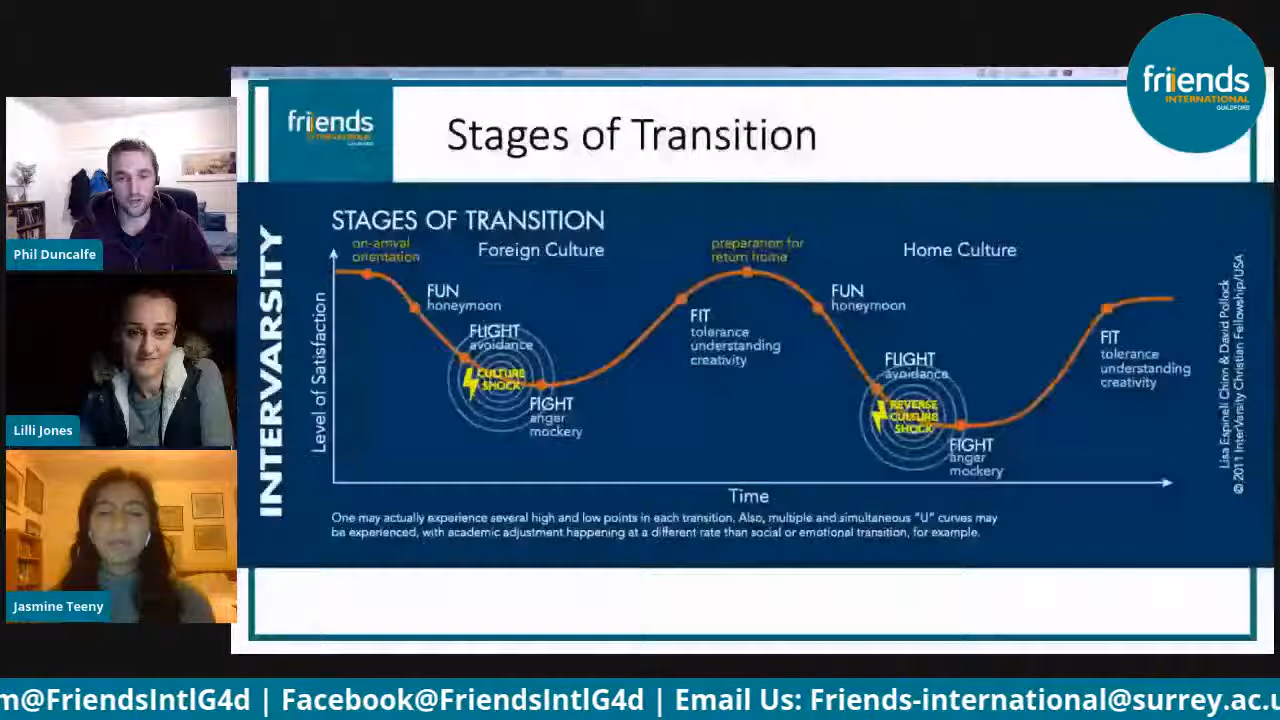 friends
INTERNATIONAL
GUILDFORD
friends
INTERNATIONAL
GUILDFORD
Stages of Transition
Phil Duncalfe
Lilli Jones
Jasmine Teeny
INTERVARSITY
STAGES OF TRANSITION
on-arrival
orientation
Foreign Culture
preparation for
return home
Home Culture
Level of Satisfaction
FUN
honeymoon
FLIGHT
avoidance
CULTURE
SHOCK
FIGHT
anger
mockery
FIT
tolerance
understanding
creativity
FUN
honeymoon
FLIGHT
avoidance
REVERSE
CULTURE
SHOCK
FIGHT
anger
mockery
FIT
tolerance
understanding
creativity
Time
One may actually experience several high and low points in each transition. Also, multiple and simultaneous "U" curves may
be experienced, with academic adjustment happening at a different rate than social or emotional transition, for example.
Lisa Espineli Chinn & David Pollock
© 2011 InterVarsity Christian Fellowship/USA
m@FriendsIntlG4d | Facebook@FriendsIntlG4d | Email Us: Friends-international@surrey.ac.u